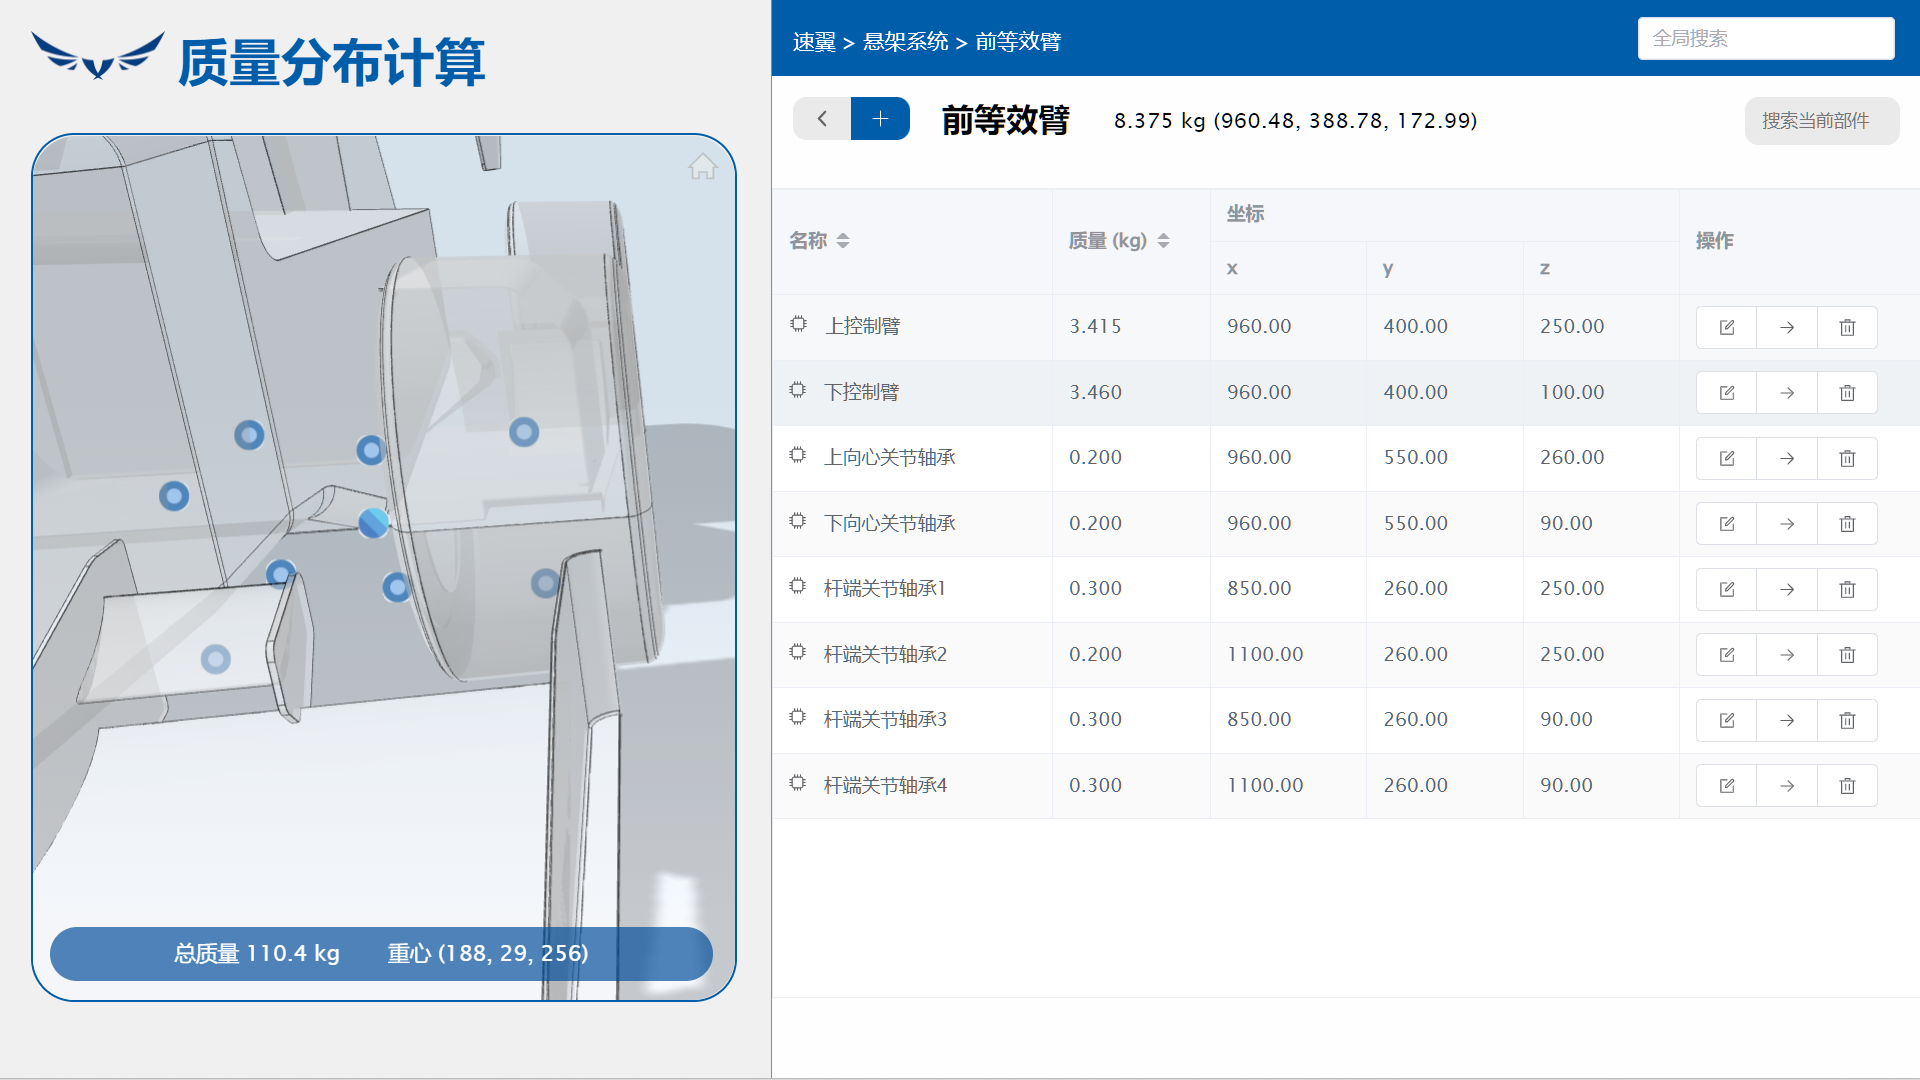 质量分布计算
总质量 110.4 kg 重心 (188, 29, 256)
速翼 > 悬架系统 > 前等效臂
全局搜索
前等效臂 8.375 kg (960.48, 388.78, 172.99)
搜索当前部件
名称 质量 (kg) 坐标 操作
x y z
上控制臂 3.415 960.00 400.00 250.00
下控制臂 3.460 960.00 400.00 100.00
上向心关节轴承 0.200 960.00 550.00 260.00
下向心关节轴承 0.200 960.00 550.00 90.00
杆端关节轴承1 0.300 850.00 260.00 250.00
杆端关节轴承2 0.200 1100.00 260.00 250.00
杆端关节轴承3 0.300 850.00 260.00 90.00
杆端关节轴承4 0.300 1100.00 260.00 90.00